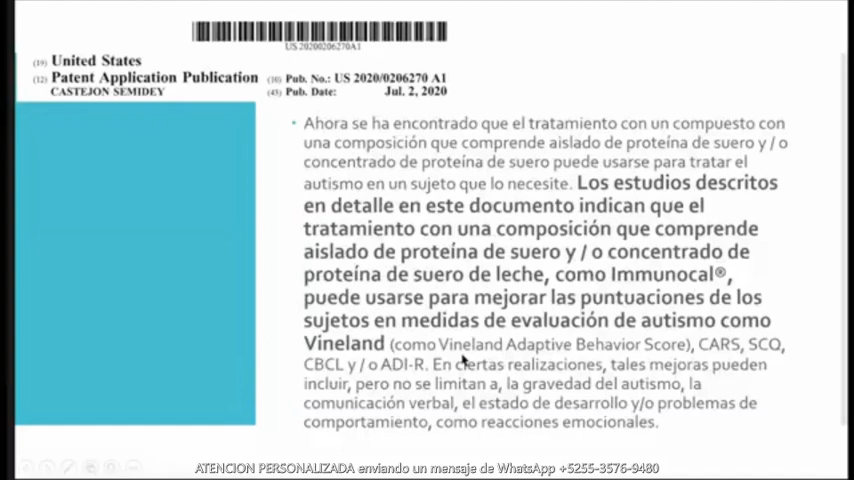 US 20200206270A1
(19) United States
(12) Patent Application Publication
(10) Pub. No.: US 2020/0206270 A1
CASTEJON SEMIDEY
(43) Pub. Date: Jul. 2, 2020
• Ahora se ha encontrado que el tratamiento con un compuesto con
una composición que comprende aislado de proteína de suero y / o
concentrado de proteína de suero puede usarse para tratar el
autismo en un sujeto que lo necesite. Los estudios descritos
en detalle en este documento indican que el
tratamiento con una composición que comprende
aislado de proteína de suero y / o concentrado de
proteína de suero de leche, como Immunocal®,
puede usarse para mejorar las puntuaciones de los
sujetos en medidas de evaluación de autismo como
Vineland (como Vineland Adaptive Behavior Score), CARS, SCQ,
CBCL y / o ADI-R. En ciertas realizaciones, tales mejoras pueden
incluir, pero no se limitan a, la gravedad del autismo, la
comunicación verbal, el estado de desarrollo y/o problemas de
comportamiento, como reacciones emocionales.
ATENCION PERSONALIZADA enviando un mensaje de WhatsApp +5255-3576-9480